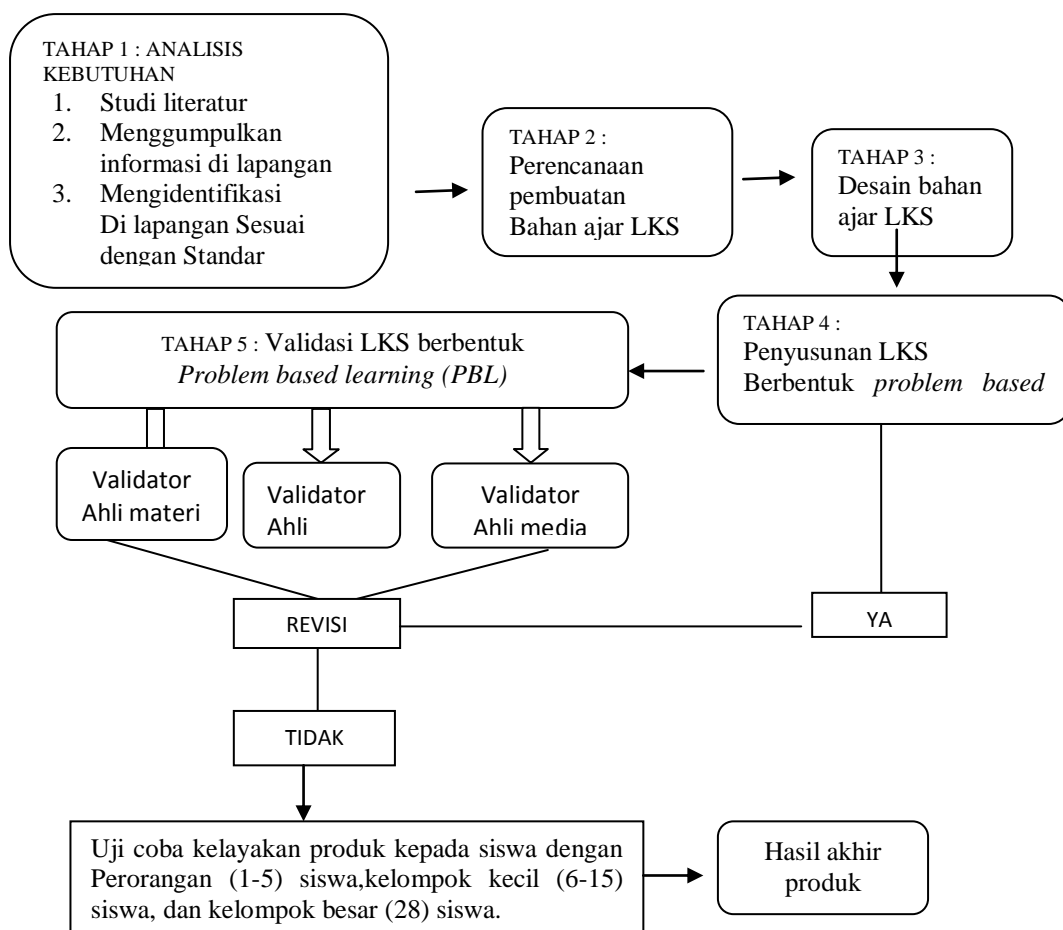 TAHAP 1 : ANALISIS
KEBUTUHAN
1. Studi literatur
2. Menggumpulkan
informasi di lapangan
3. Mengidentifikasi
Di lapangan Sesuai
dengan Standar
TAHAP 2 :
Perencanaan
pembuatan
Bahan ajar LKS
TAHAP 3 :
Desain bahan
ajar LKS
TAHAP 4 :
Penyusunan LKS
Berbentuk problem based
TAHAP 5 : Validasi LKS berbentuk
Problem based learning (PBL)
Validator
Ahli materi
Validator
Ahli
Validator
Ahli media
REVISI
YA
TIDAK
Uji coba kelayakan produk kepada siswa dengan
Perorangan (1-5) siswa,kelompok kecil (6-15)
siswa, dan kelompok besar (28) siswa.
Hasil akhir
produk